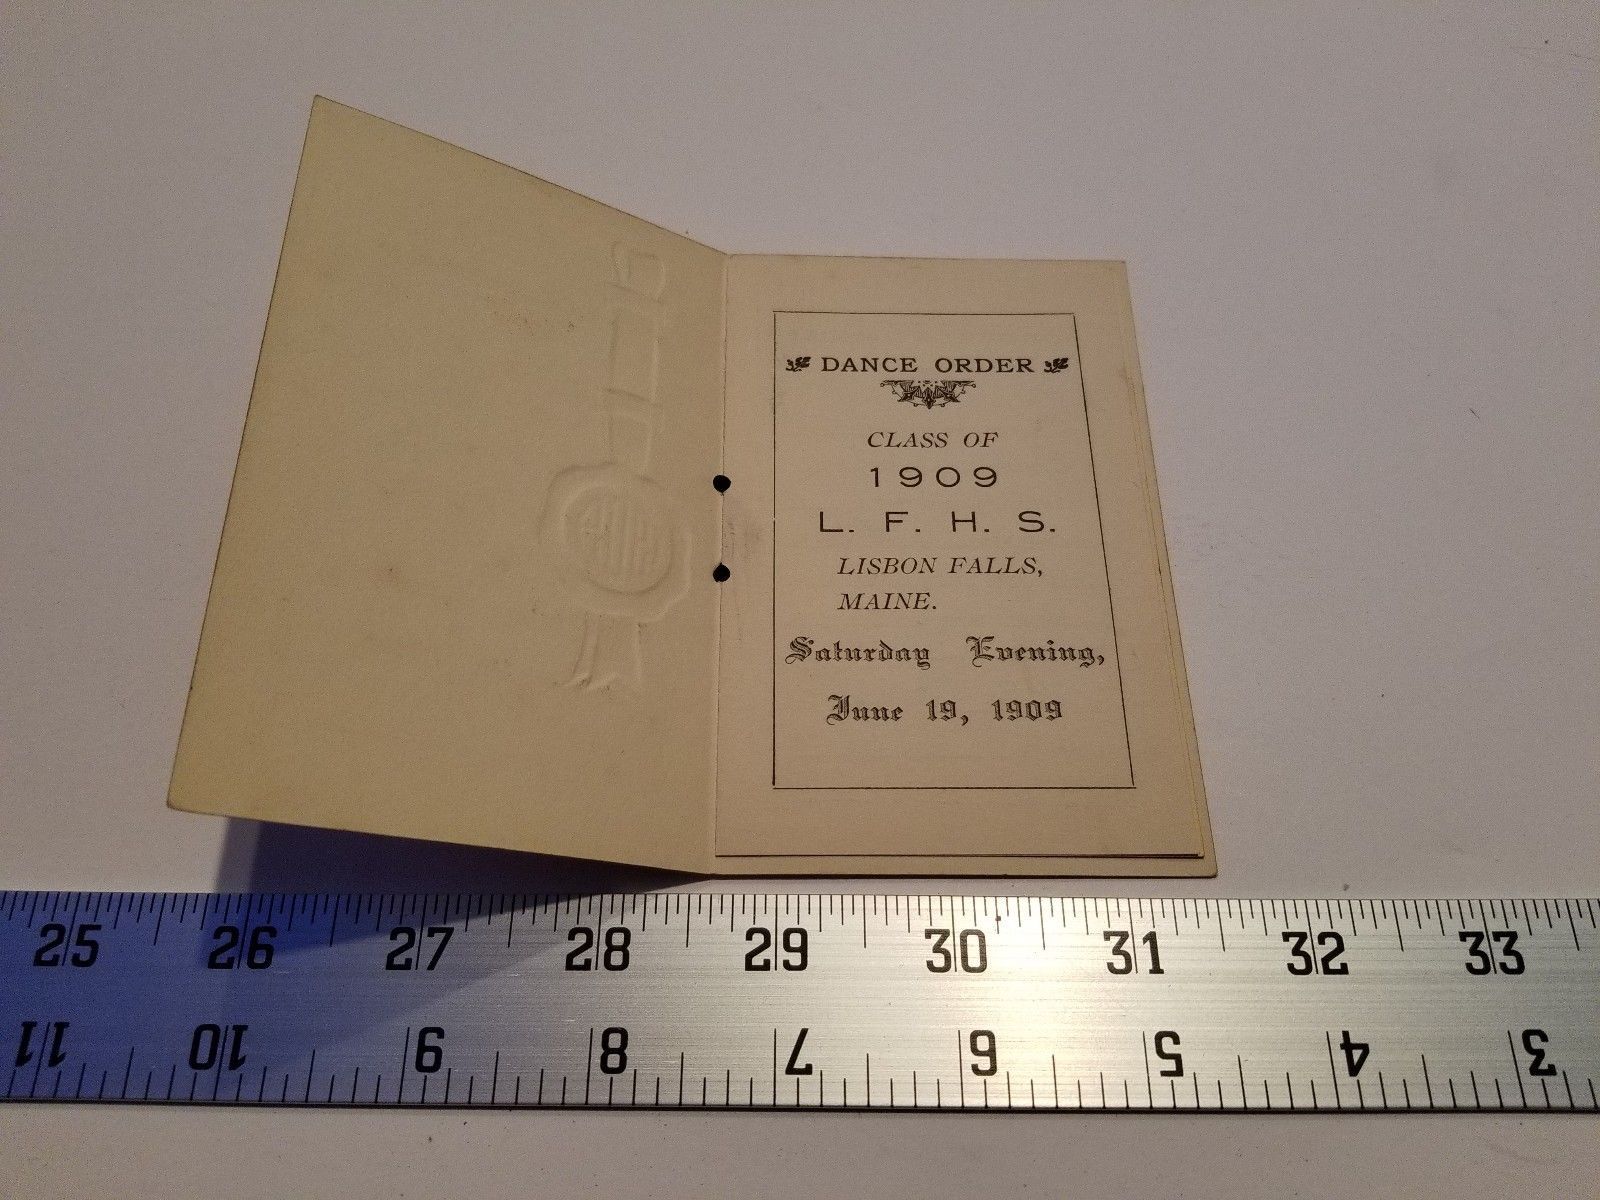 DANCE ORDER
CLASS OF
1909
L. F. H. S.
LISBON FALLS,
MAINE.
Saturday Evening,
June 19, 1909
25 26 27 28 29 30 31 32 33
11 10 9 8 7 6 5 4 3